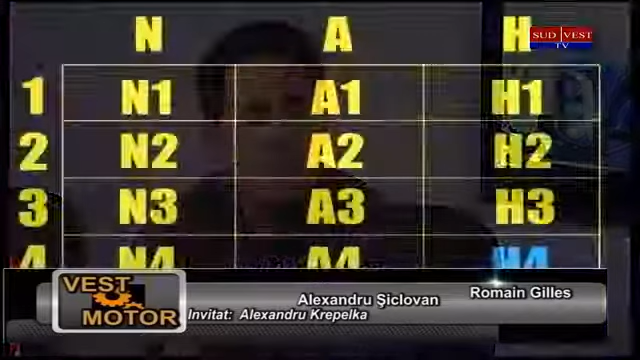 N A H
SUD VEST
TV
1 N1 A1 H1
2 N2 A2 H2
3 N3 A3 H3
4 N4 A4 H4
VEST
MOTOR
Alexandru Şiclovan
Romain Gilles
Invitat: Alexandru Krepelka